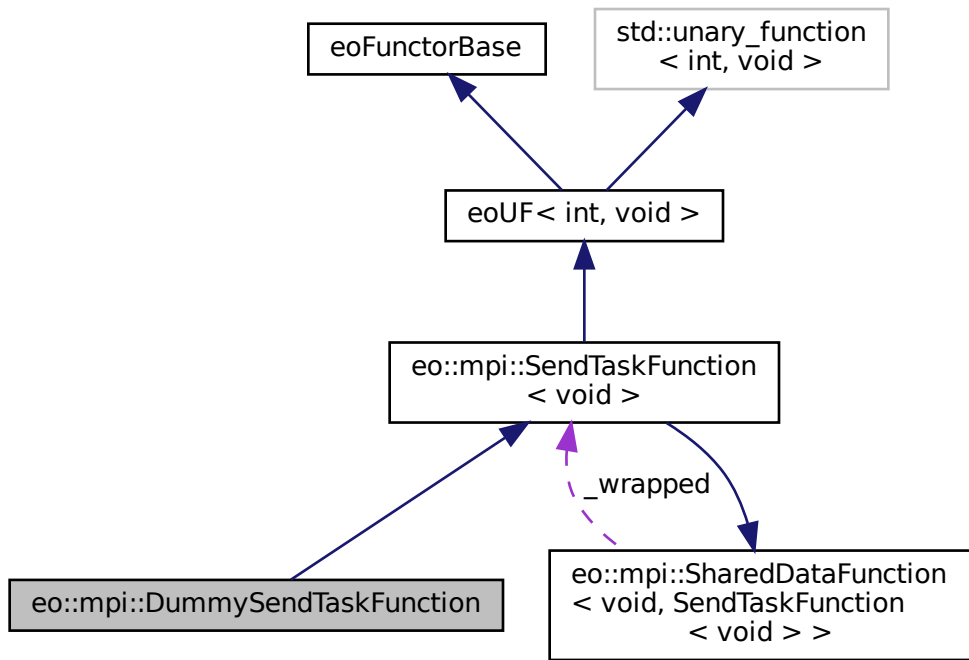 eoFunctorBase
std::unary_function
< int, void >
eoUF< int, void >
eo::mpi::SendTaskFunction
< void >
_wrapped
eo::mpi::DummySendTaskFunction
eo::mpi::SharedDataFunction
< void, SendTaskFunction
< void > >